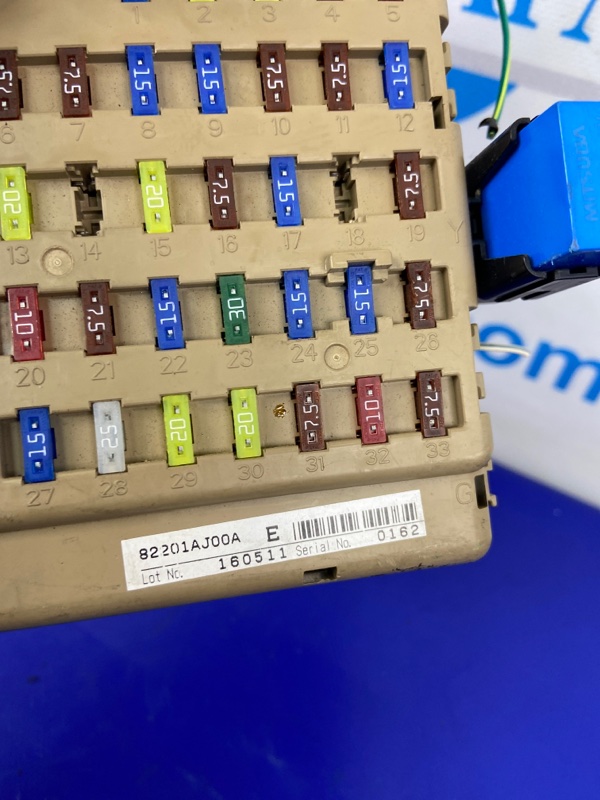 1 2 3 4 5
7.5 7.5 15 15 7.5 7.5 15
6 7 8 9 10 11 12
20 20 7.5 15 7.5
13 14 15 16 17 18 19 Y
10 7.5 15 30 15 15 7.5
20 21 22 23 24 25 26
15 25 20 20 7.5 10 7.5
27 28 29 30 31 32 33
G
82201AJ00A E
Lot No. 160511 Serial No. 0162
MITSUBA
om